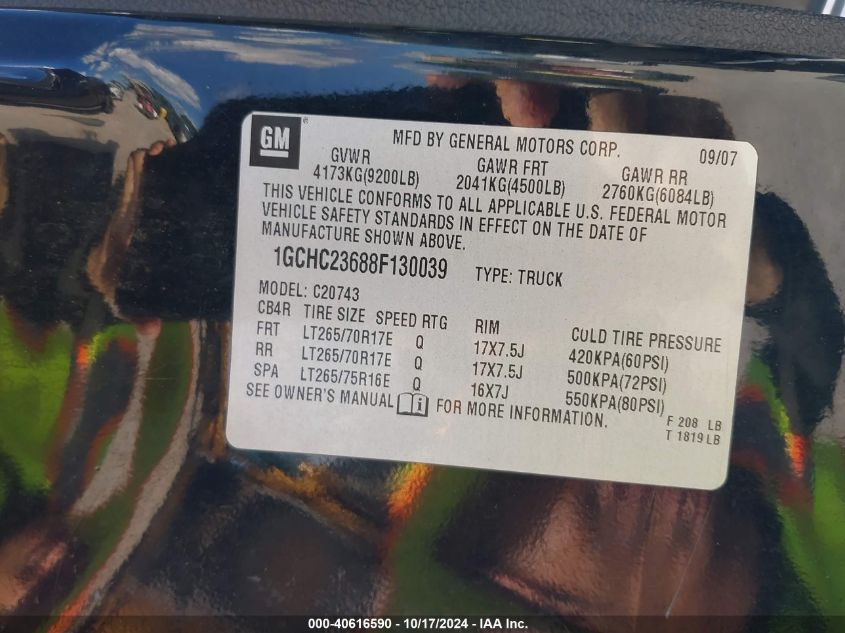 GM ®
MFD BY GENERAL MOTORS CORP. 09/07
GVWR GAWR FRT GAWR RR
4173KG(9200LB) 2041KG(4500LB) 2760KG(6084LB)
THIS VEHICLE CONFORMS TO ALL APPLICABLE U.S. FEDERAL MOTOR
VEHICLE SAFETY STANDARDS IN EFFECT ON THE DATE OF
MANUFACTURE SHOWN ABOVE.
1GCHC23688F130039 TYPE: TRUCK
MODEL: C20743
CB4R TIRE SIZE SPEED RTG RIM COLD TIRE PRESSURE
FRT LT265/70R17E Q 17X7.5J 420KPA(60PSI)
RR LT265/70R17E Q 17X7.5J 500KPA(72PSI)
SPA LT265/75R16E Q 16X7J 550KPA(80PSI)
SEE OWNER'S MANUAL i FOR MORE INFORMATION.
F 208 LB
T 1819 LB
000-40616590 - 10/17/2024 - IAA Inc.